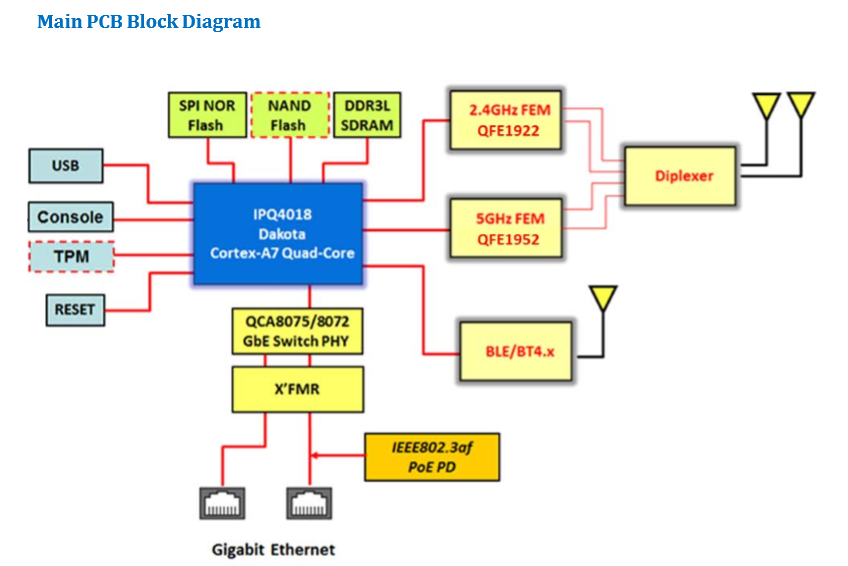 Main PCB Block Diagram
SPI NOR
Flash
NAND
Flash
DDR3L
SDRAM
2.4GHz FEM
QFE1922
USB
Diplexer
Console
IPQ4018
Dakota
Cortex-A7 Quad-Core
5GHz FEM
QFE1952
TPM
RESET
QCA8075/8072
GbE Switch PHY
BLE/BT4.x
X'FMR
IEEE802.3af
PoE PD
Gigabit Ethernet